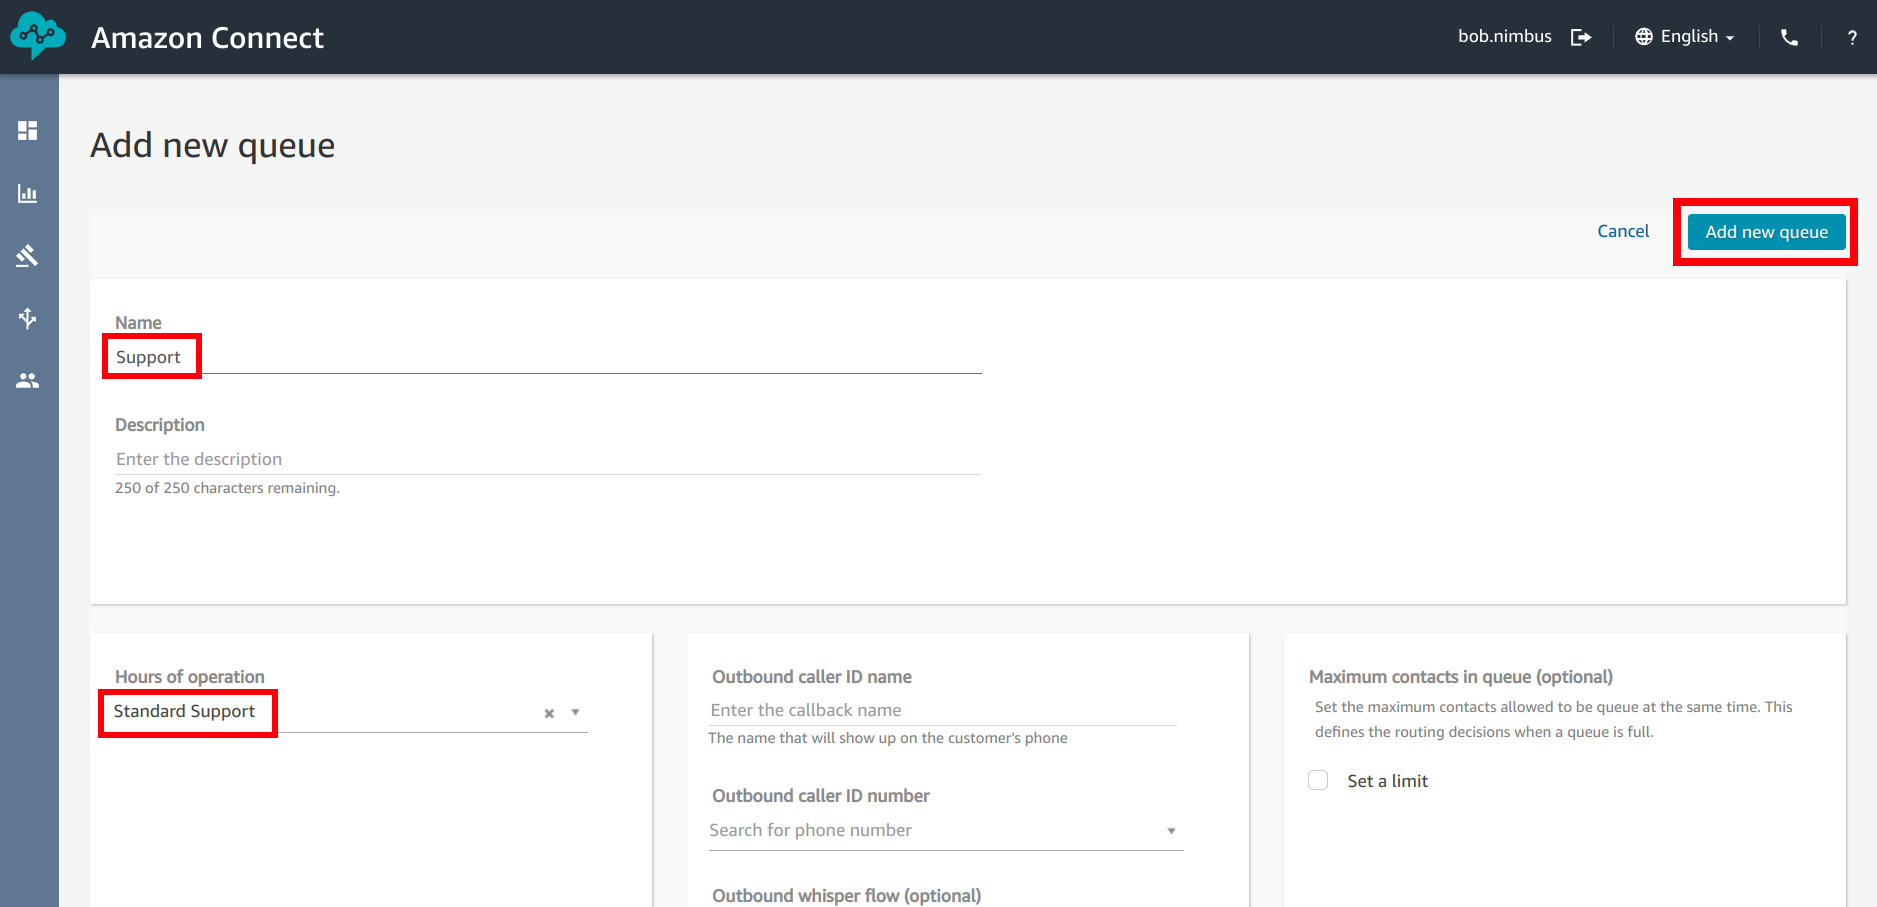 Amazon Connect
bob.nimbus
English
?
Add new queue
Cancel
Add new queue
Name
Support
Description
Enter the description
250 of 250 characters remaining.
Hours of operation
Standard Support
Outbound caller ID name
Enter the callback name
The name that will show up on the customer's phone
Outbound caller ID number
Search for phone number
Outbound whisper flow (optional)
Maximum contacts in queue (optional)
Set the maximum contacts allowed to be queue at the same time. This
defines the routing decisions when a queue is full.
Set a limit